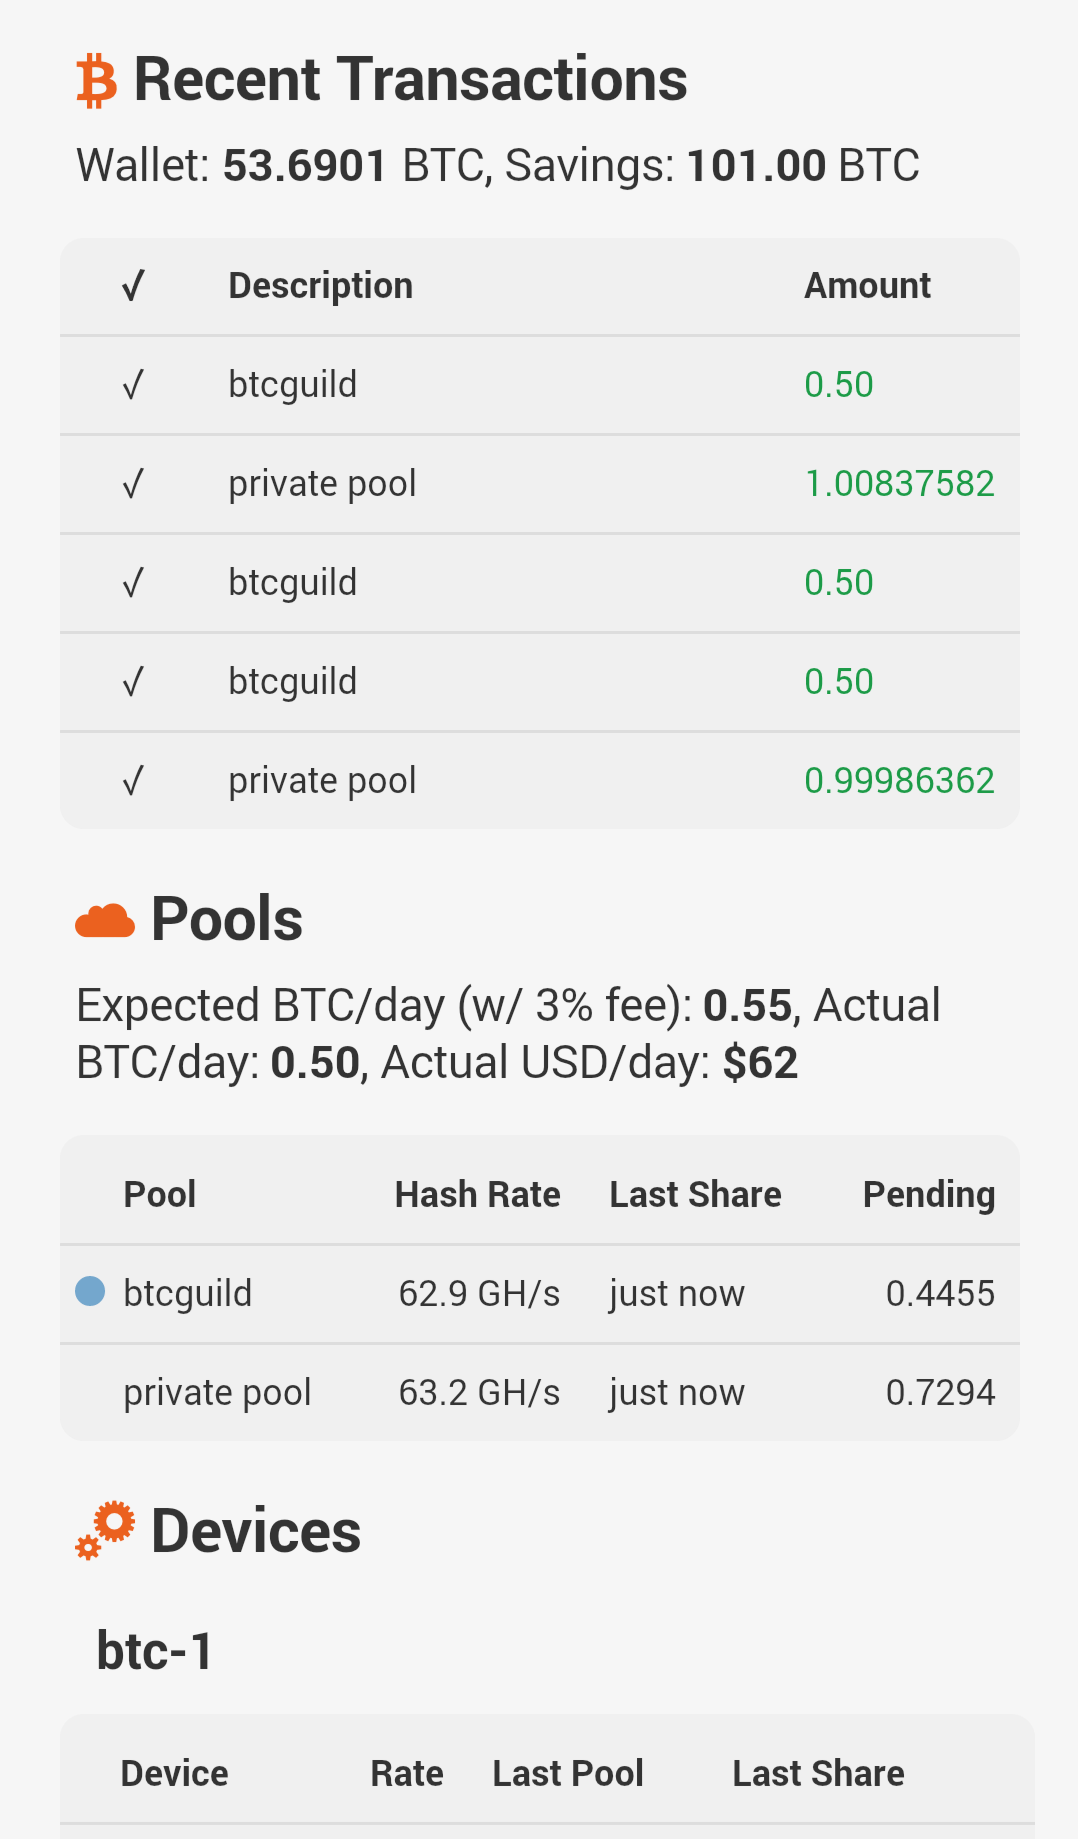 Recent Transactions
Wallet: 53.6901 BTC, Savings: 101.00 BTC
√ Description Amount
√ btcguild 0.50
√ private pool 1.00837582
√ btcguild 0.50
√ btcguild 0.50
√ private pool 0.99986362
Pools
Expected BTC/day (w/ 3% fee): 0.55, Actual
BTC/day: 0.50, Actual USD/day: $62
Pool Hash Rate Last Share Pending
btcguild 62.9 GH/s just now 0.4455
private pool 63.2 GH/s just now 0.7294
Devices
btc-1
Device Rate Last Pool Last Share